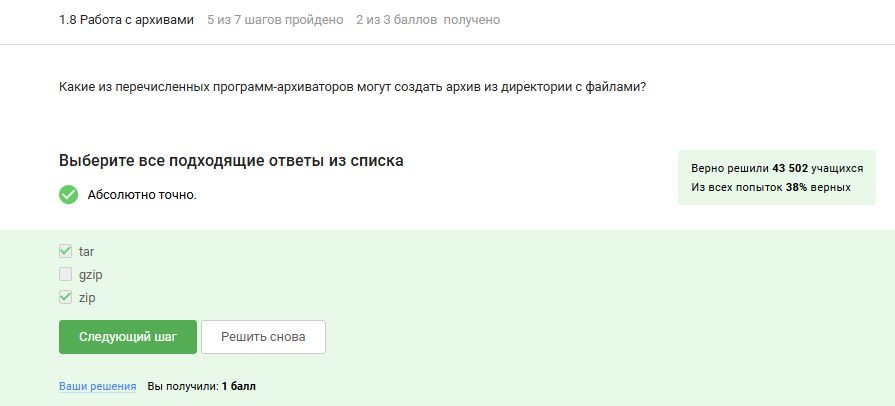 1.8 Работа с архивами 5 из 7 шагов пройдено 2 из 3 баллов получено
Какие из перечисленных программ-архиваторов могут создать архив из директории с файлами?
Выберите все подходящие ответы из списка
Верно решили 43 502 учащихся
Из всех попыток 38% верных
Абсолютно точно.
tar
gzip
zip
Следующий шаг Решить снова
Ваши решения Вы получили: 1 балл